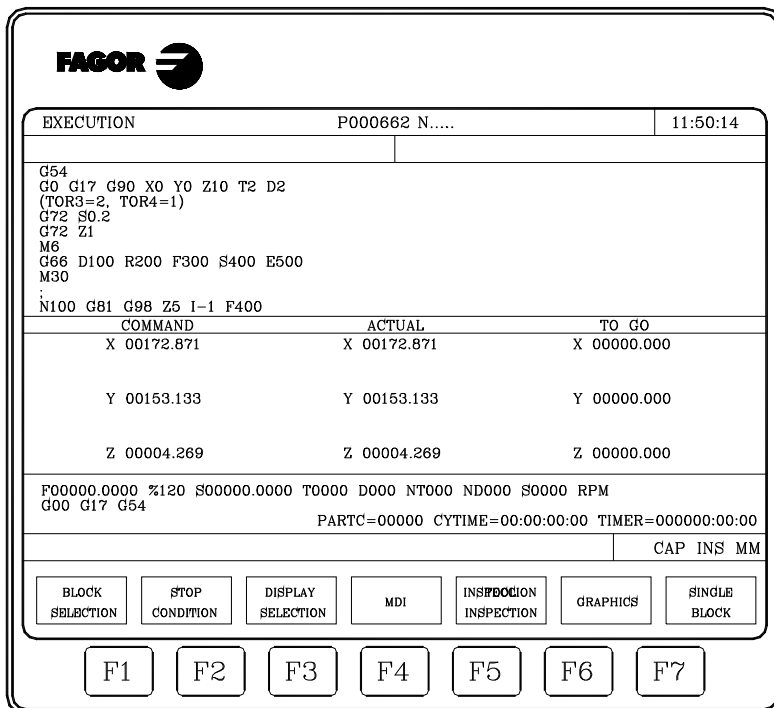 FAGOR
EXECUTION P000662 N..... 11:50:14
G54
G0 G17 G90 X0 Y0 Z10 T2 D2
(TOR3=2, TOR4=1)
G72 S0.2
G72 Z1
M6
G66 D100 R200 F300 S400 E500
M30
;
N100 G81 G98 Z5 I-1 F400
COMMAND ACTUAL TO GO
X 00172.871 X 00172.871 X 00000.000
Y 00153.133 Y 00153.133 Y 00000.000
Z 00004.269 Z 00004.269 Z 00000.000
F00000.0000 %120 S00000.0000 T0000 D000 NT000 ND000 S0000 RPM
G00 G17 G54
PARTC=00000 CYTIME=00:00:00:00 TIMER=000000:00:00
CAP INS MM
BLOCK STOP DISPLAY MDI GRAPHICS SINGLE
SELECTION CONDITION SELECTION INSPECTION BLOCK
F1 F2 F3 F4 F5 F6 F7